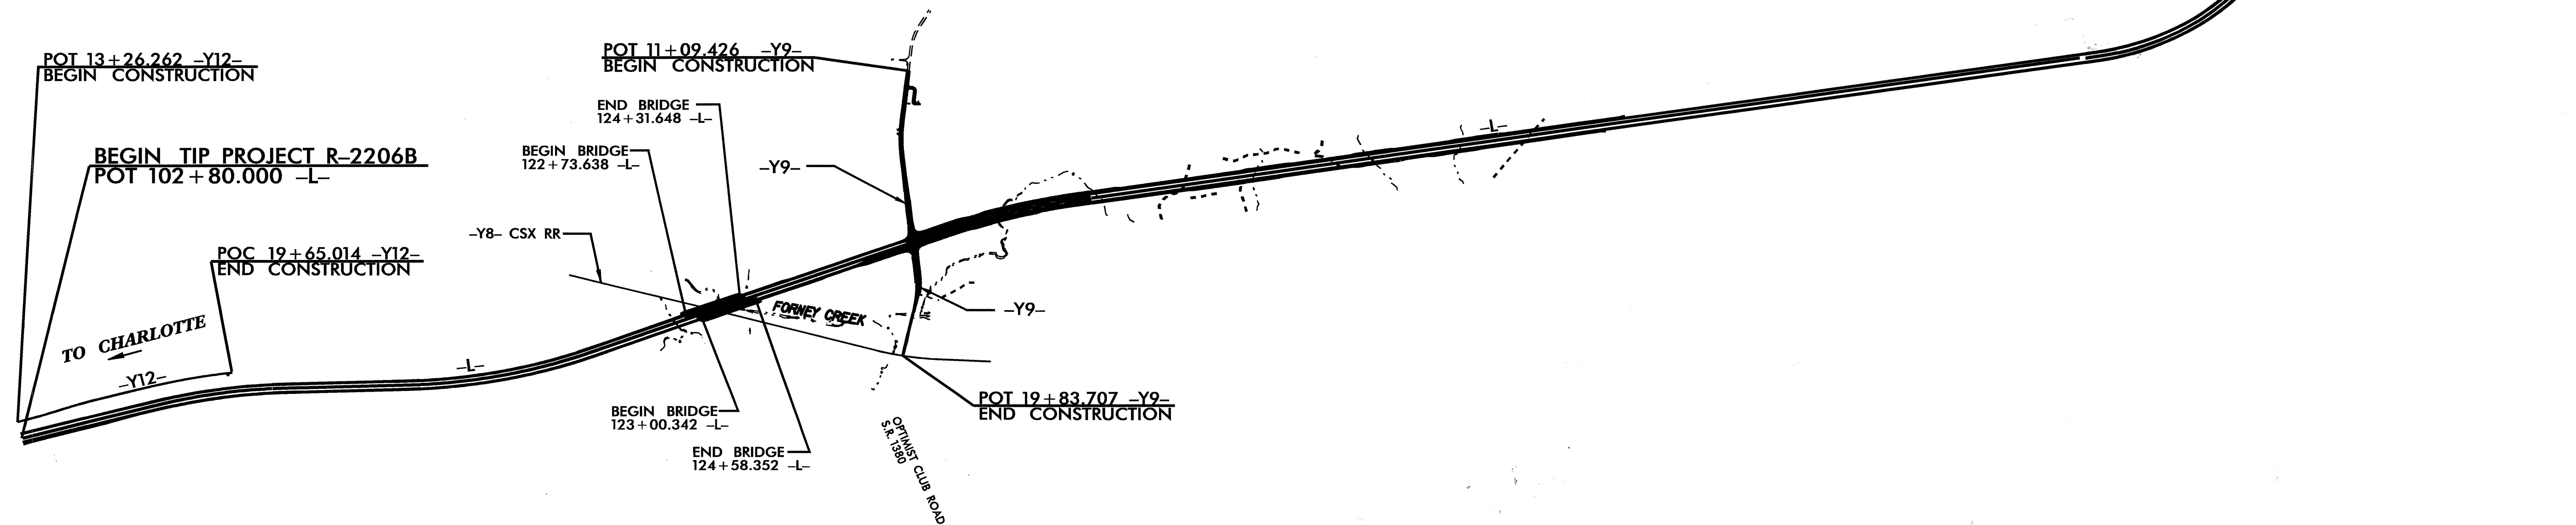 POT 13+26.262 –Y12–
BEGIN CONSTRUCTION
BEGIN TIP PROJECT R–2206B
POT 102+80.000 –L–
POC 19+65.014 –Y12–
END CONSTRUCTION
TO CHARLOTTE
–Y12–
–L–
POT 11+09.426 –Y9–
BEGIN CONSTRUCTION
END BRIDGE
124+31.648 –L–
BEGIN BRIDGE
122+73.638 –L–
–Y9–
–Y8– CSX RR
FORNEY CREEK
–Y9–
BEGIN BRIDGE
123+00.342 –L–
END BRIDGE
124+58.352 –L–
POT 19+83.707 –Y9–
END CONSTRUCTION
OPTIMIST CLUB ROAD
S.R. 1380
–L–